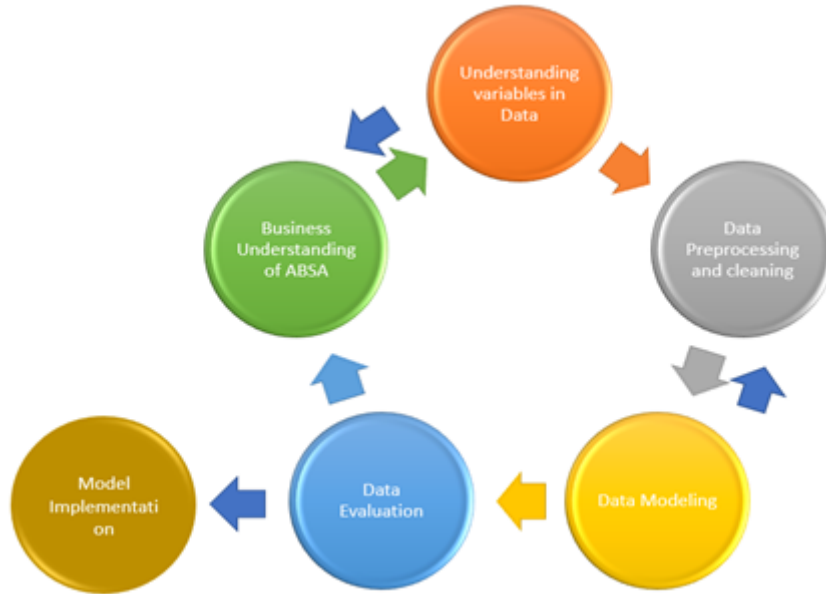 Understanding
variables in
Data
Business
Understanding
of ABSA
Data
Preprocessing
and cleaning
Model
Implementati
on
Data
Evaluation
Data Modeling